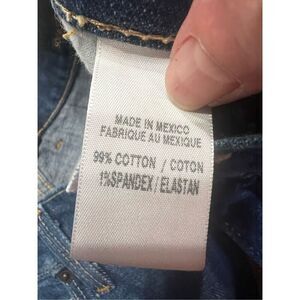 MADE IN MEXICO
FABRIQUE AU MEXIQUE
99% COTTON / COTON
1% SPANDEX / ELASTAN